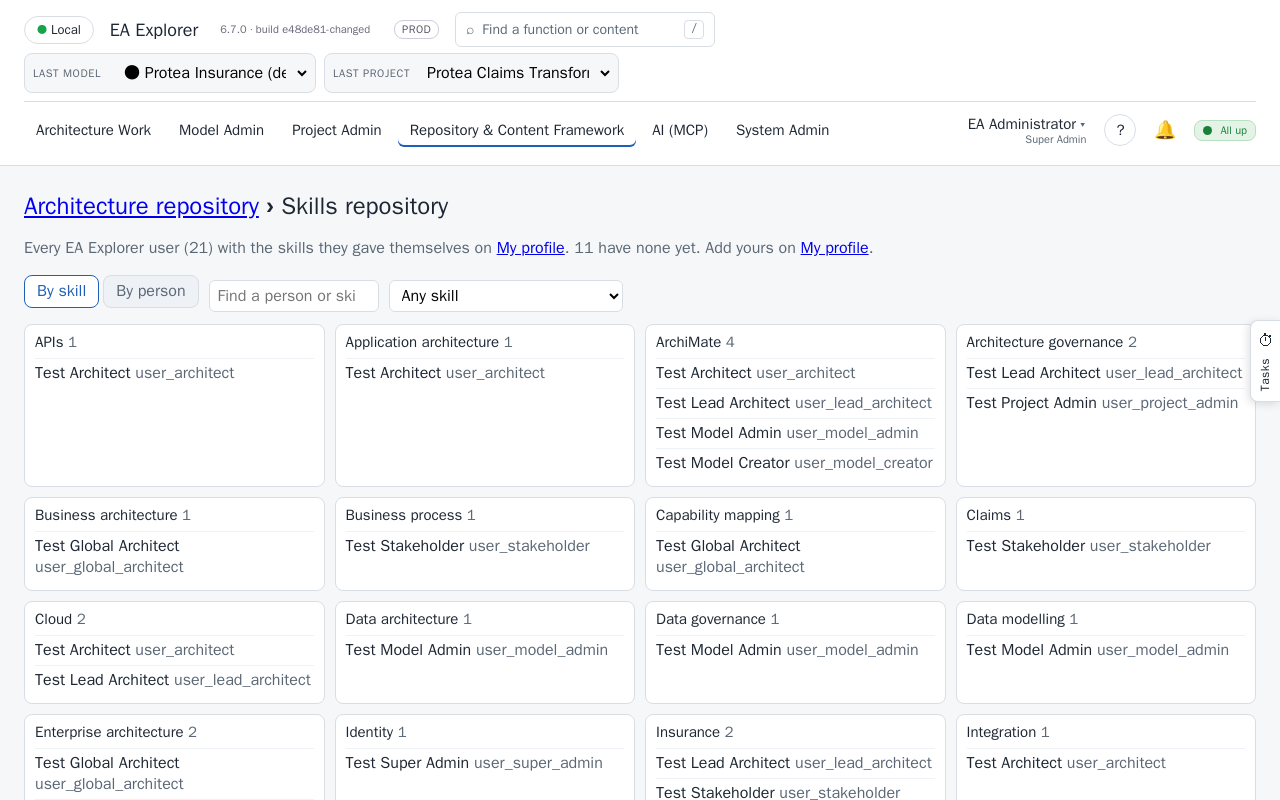 Local
EA Explorer
6.7.0 · build e48de81-changed
PROD
Find a function or content
/
LAST MODEL
Protea Insurance (de
LAST PROJECT
Protea Claims Transforr
Architecture Work
Model Admin
Project Admin
Repository & Content Framework
AI (MCP)
System Admin
EA Administrator
Super Admin
?
All up
Architecture repository › Skills repository
Every EA Explorer user (21) with the skills they gave themselves on My profile. 11 have none yet. Add yours on My profile.
By skill
By person
Find a person or ski
Any skill
Tasks
APIs 1
Test Architect user_architect
Application architecture 1
Test Architect user_architect
ArchiMate 4
Test Architect user_architect
Test Lead Architect user_lead_architect
Test Model Admin user_model_admin
Test Model Creator user_model_creator
Architecture governance 2
Test Lead Architect user_lead_architect
Test Project Admin user_project_admin
Business architecture 1
Test Global Architect
user_global_architect
Business process 1
Test Stakeholder user_stakeholder
Capability mapping 1
Test Global Architect
user_global_architect
Claims 1
Test Stakeholder user_stakeholder
Cloud 2
Test Architect user_architect
Test Lead Architect user_lead_architect
Data architecture 1
Test Model Admin user_model_admin
Data governance 1
Test Model Admin user_model_admin
Data modelling 1
Test Model Admin user_model_admin
Enterprise architecture 2
Test Global Architect
user_global_architect
Identity 1
Test Super Admin user_super_admin
Insurance 2
Test Lead Architect user_lead_architect
Test Stakeholder user_stakeholder
Integration 1
Test Architect user_architect